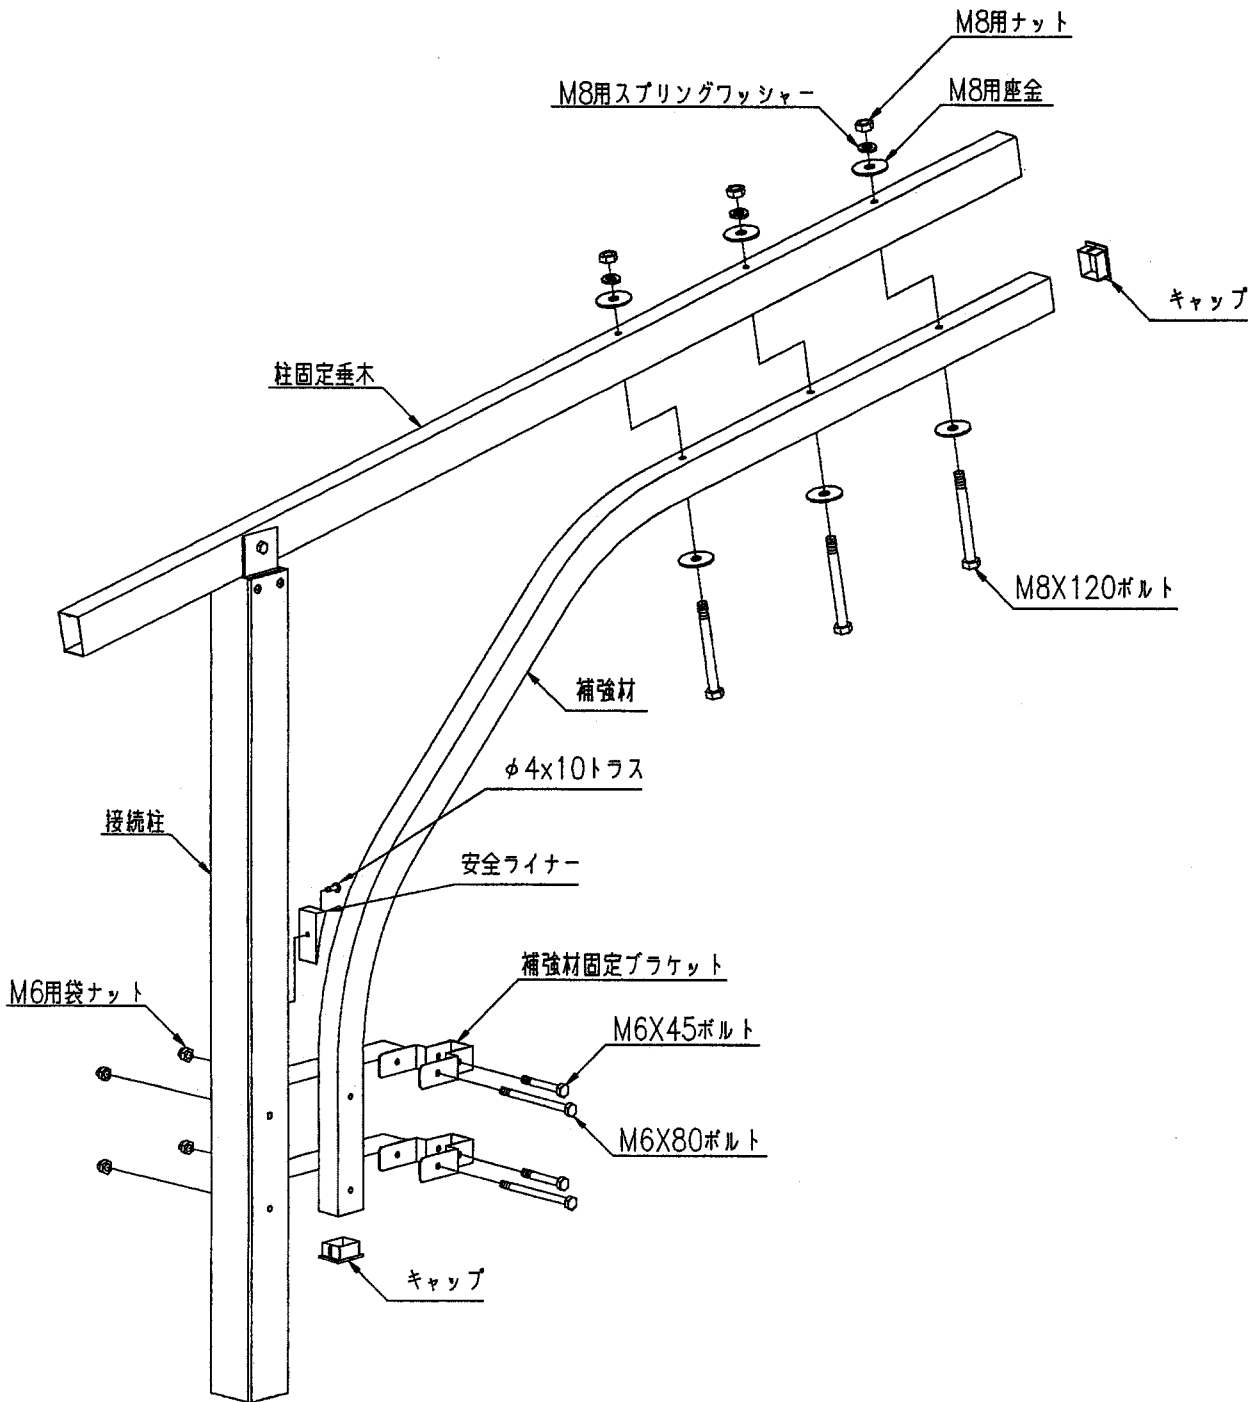 M8用ナット
M8用スプリングワッシャー
M8用座金
キャップ
柱固定垂木
M8X120ボルト
補強材
φ4x10トラス
接続柱
安全ライナー
補強材固定ブラケット
M6用袋ナット
M6X45ボルト
M6X80ボルト
キャップ